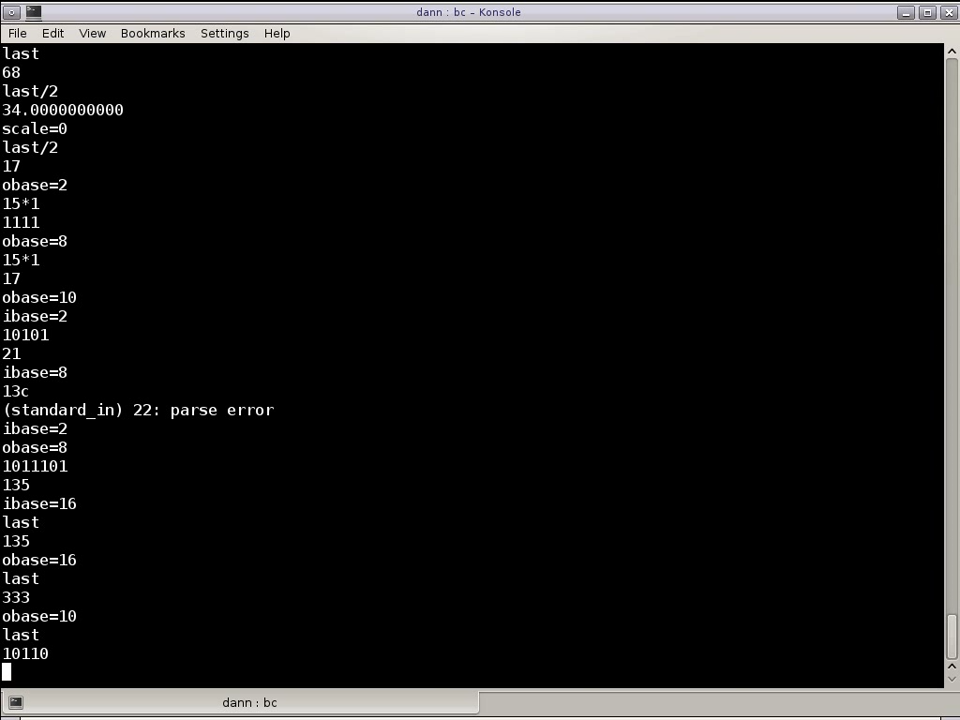 dann : bc – Konsole
File Edit View Bookmarks Settings Help
last
68
last/2
34.0000000000
scale=0
last/2
17
obase=2
15*1
1111
obase=8
15*1
17
obase=10
ibase=2
10101
21
ibase=8
13c
(standard_in) 22: parse error
ibase=2
obase=8
1011101
135
ibase=16
last
135
obase=16
last
333
obase=10
last
10110
dann : bc